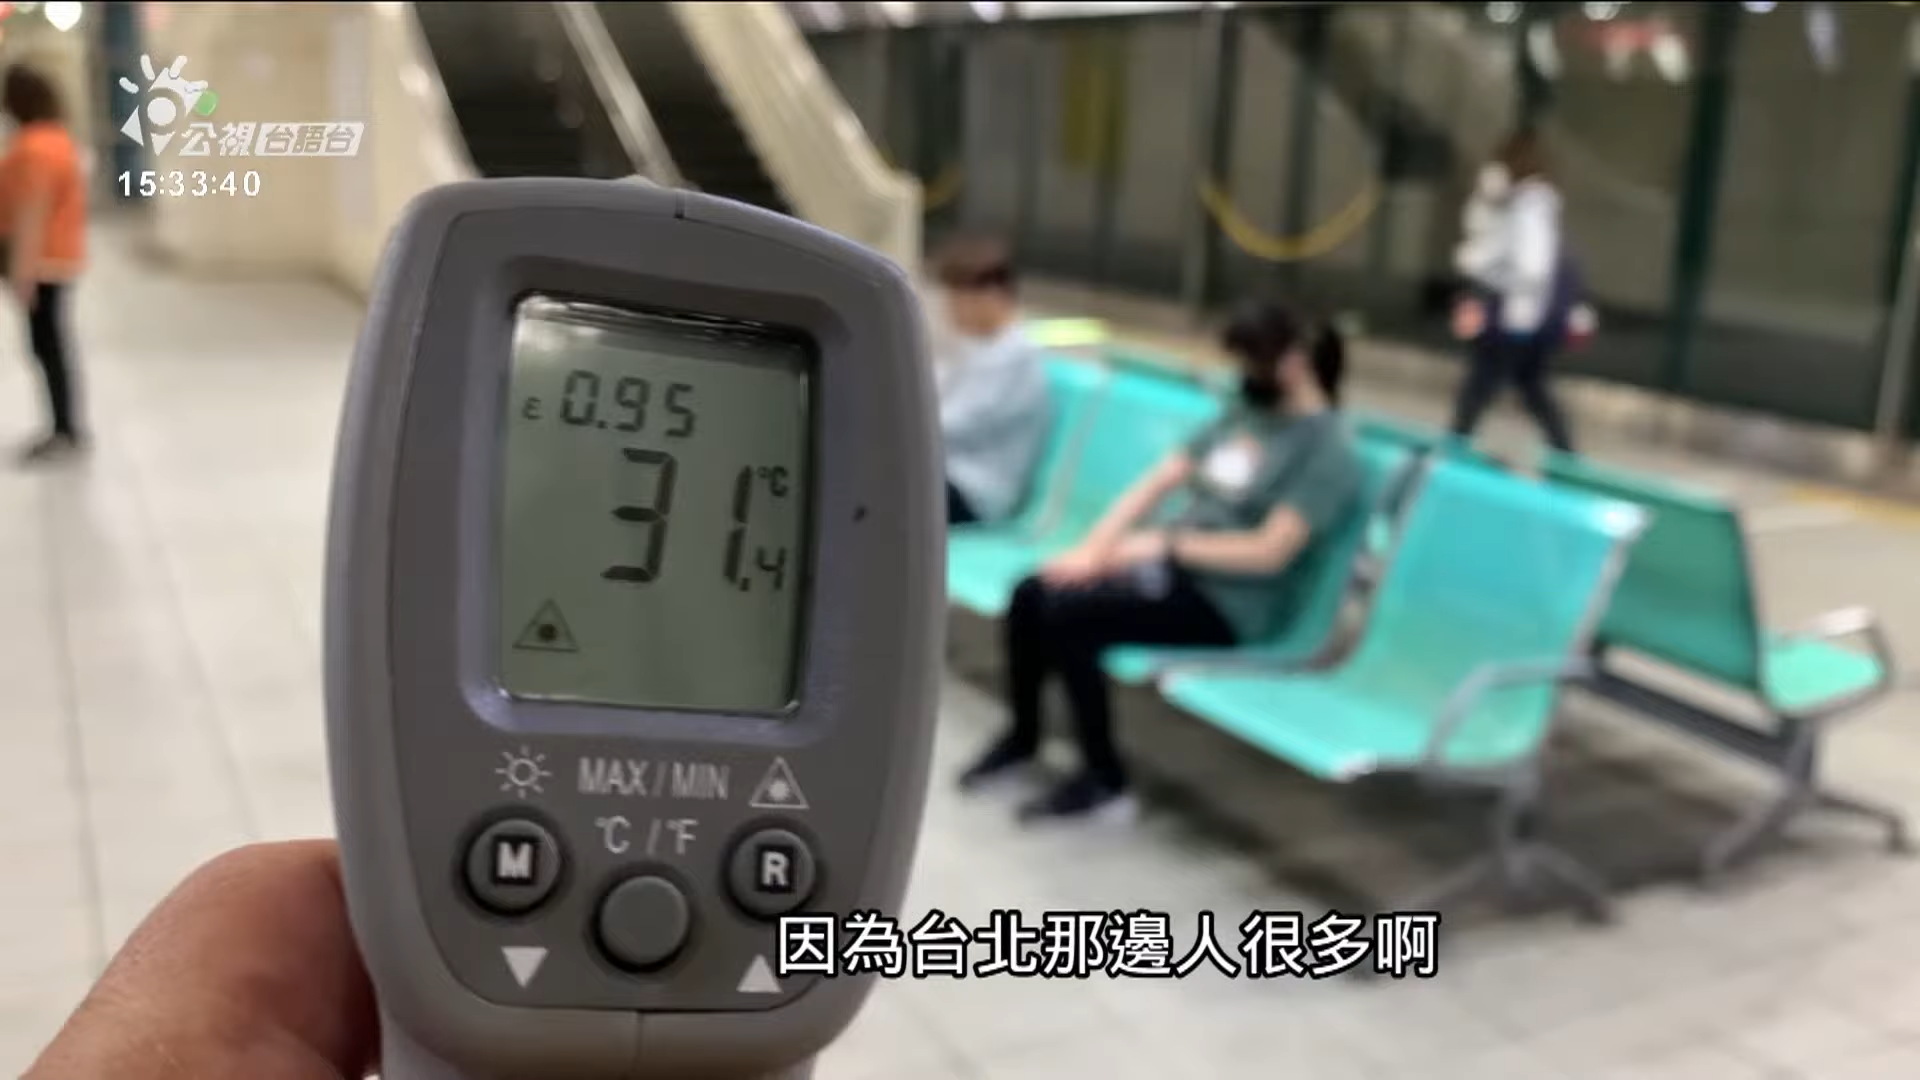 公視台語台
15:33:40
ε 0.95
31.4 °C
MAX / MIN
°C / °F
M
R
因為台北那邊人很多啊